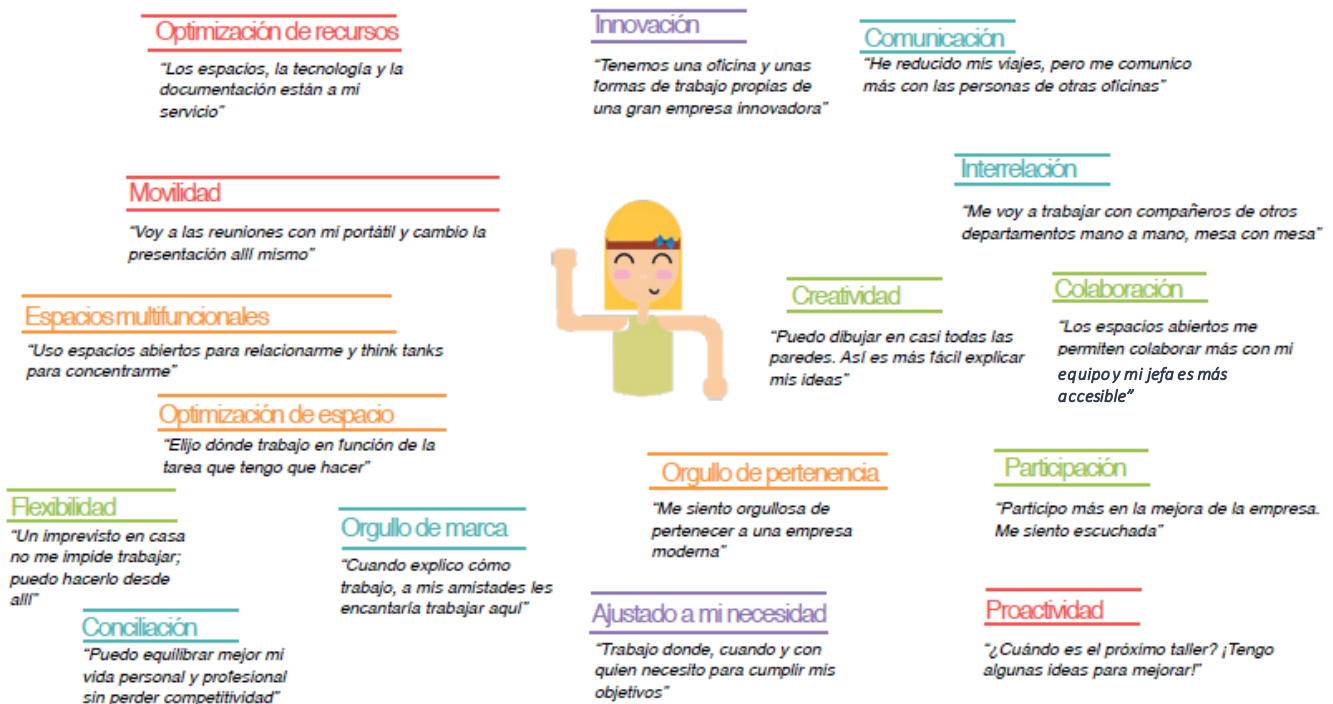 Optimización de recursos
"Los espacios, la tecnología y la
documentación están a mi
servicio"
Innovación
"Tenemos una oficina y unas
formas de trabajo propias de
una gran empresa innovadora"
Comunicación
"He reducido mis viajes, pero me comunico
más con las personas de otras oficinas"
Movilidad
"Voy a las reuniones con mi portátil y cambio la
presentación allí mismo"
Interrelación
"Me voy a trabajar con compañeros de otros
departamentos mano a mano, mesa con mesa"
Espacios multifuncionales
"Uso espacios abiertos para relacionarme y think tanks
para concentrarme"
Creatividad
"Puedo dibujar en casi todas las
paredes. Así es más fácil explicar
mis ideas"
Colaboración
"Los espacios abiertos me
permiten colaborar más con mi
equipo y mi jefa es más
accesible"
Optimización de espacio
"Elijo dónde trabajo en función de la
tarea que tengo que hacer"
Orgullo de pertenencia
"Me siento orgullosa de
pertenecer a una empresa
moderna"
Participación
"Participo más en la mejora de la empresa.
Me siento escuchada"
Flexibilidad
"Un imprevisto en casa
no me impide trabajar;
puedo hacerlo desde
allí"
Orgullo de marca
"Cuando explico cómo
trabajo, a mis amistades les
encantaría trabajar aquí"
Conciliación
"Puedo equilibrar mejor mi
vida personal y profesional
sin perder competitividad"
Ajustado a mi necesidad
"Trabajo donde, cuando y con
quien necesito para cumplir mis
objetivos"
Proactividad
"¿Cuándo es el próximo taller? ¡Tengo
algunas ideas para mejorar!"